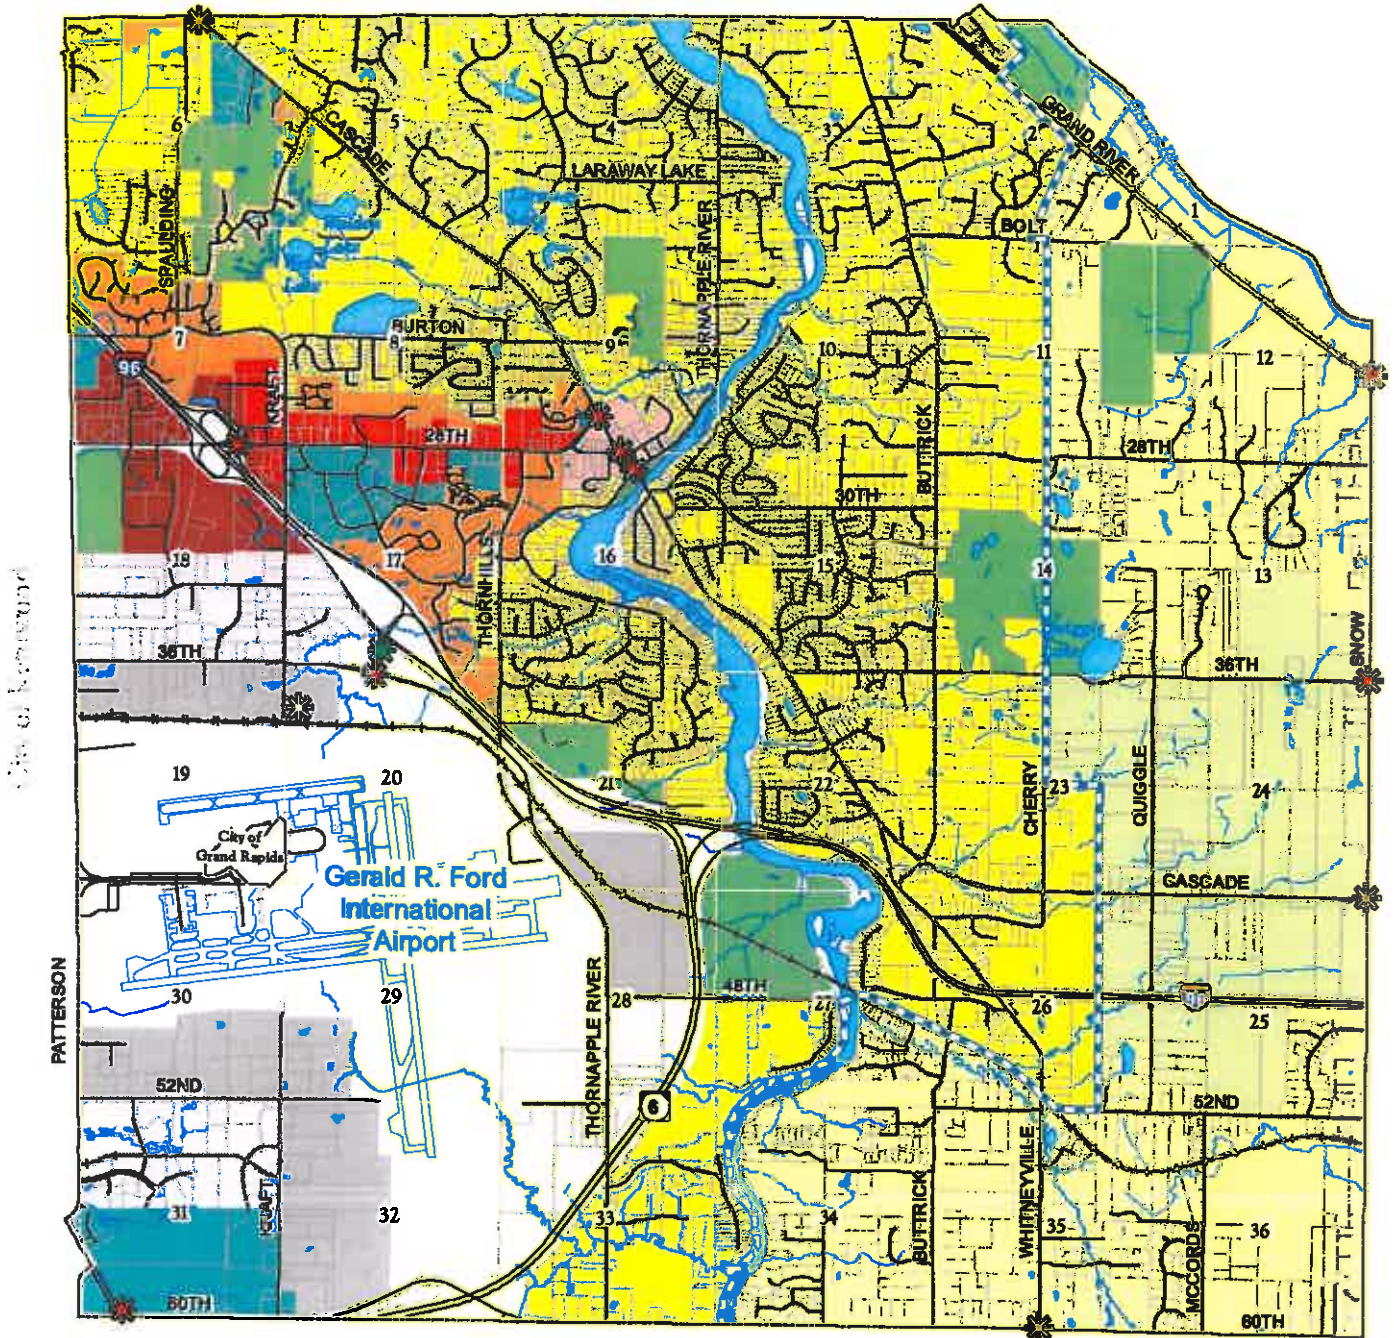 GRAND RIVER
6
CASCADE
5
4
3
2
1
SPAULDING
LARAWAY LAKE
THORNAPPLE RIVER
BOLT
7
BURTON
8
9
10
11
12
96
KRAFT
28TH
BUTTRICK
28TH
30TH
18
17
16
15
14
13
THORNHILLS
36TH
36TH
SNOW
19
20
21
22
CHERRY
23
QUIGGLE
24
City of
Grand Rapids
Gerald R. Ford
International
Airport
CASCADE
PATTERSON
30
29
THORNAPPLE RIVER
28
48TH
27
26
25
52ND
6
52ND
31
KRAFT
32
33
34
BUTTRICK
WHITNEYVILLE
35
MCCORDS
36
60TH
60TH